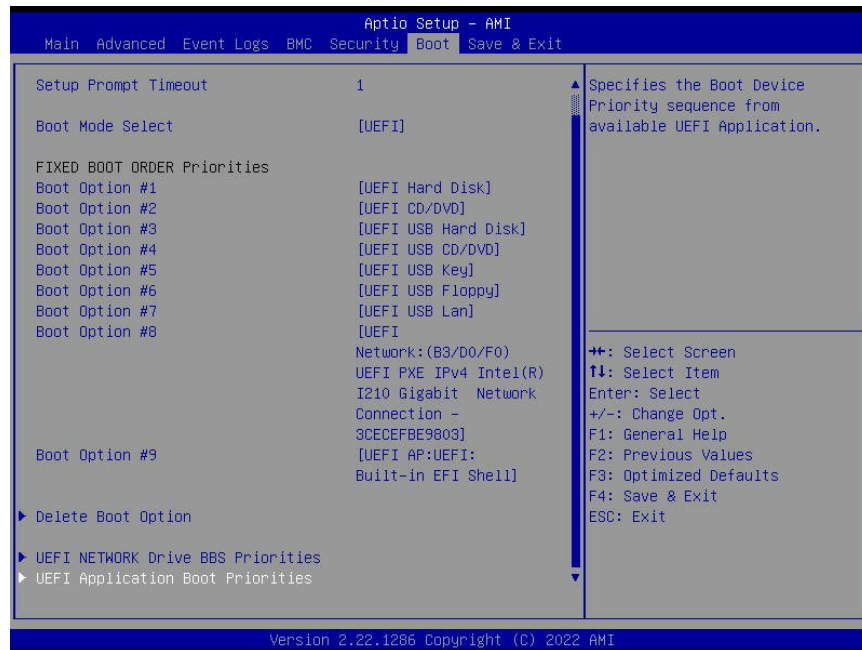 Aptio Setup – AMI
Main Advanced Event Logs BMC Security Boot Save & Exit
Setup Prompt Timeout 1
Boot Mode Select [UEFI]
FIXED BOOT ORDER Priorities
Boot Option #1 [UEFI Hard Disk]
Boot Option #2 [UEFI CD/DVD]
Boot Option #3 [UEFI USB Hard Disk]
Boot Option #4 [UEFI USB CD/DVD]
Boot Option #5 [UEFI USB Key]
Boot Option #6 [UEFI USB Floppy]
Boot Option #7 [UEFI USB Lan]
Boot Option #8 [UEFI
Network:(B3/D0/F0)
UEFI PXE IPv4 Intel(R)
I210 Gigabit Network
Connection –
3CECEFBE9803]
Boot Option #9 [UEFI AP:UEFI:
Built-in EFI Shell]
Delete Boot Option
UEFI NETWORK Drive BBS Priorities
UEFI Application Boot Priorities
Specifies the Boot Device
Priority sequence from
available UEFI Application.
→←: Select Screen
↑↓: Select Item
Enter: Select
+/-: Change Opt.
F1: General Help
F2: Previous Values
F3: Optimized Defaults
F4: Save & Exit
ESC: Exit
Version 2.22.1286 Copyright (C) 2022 AMI